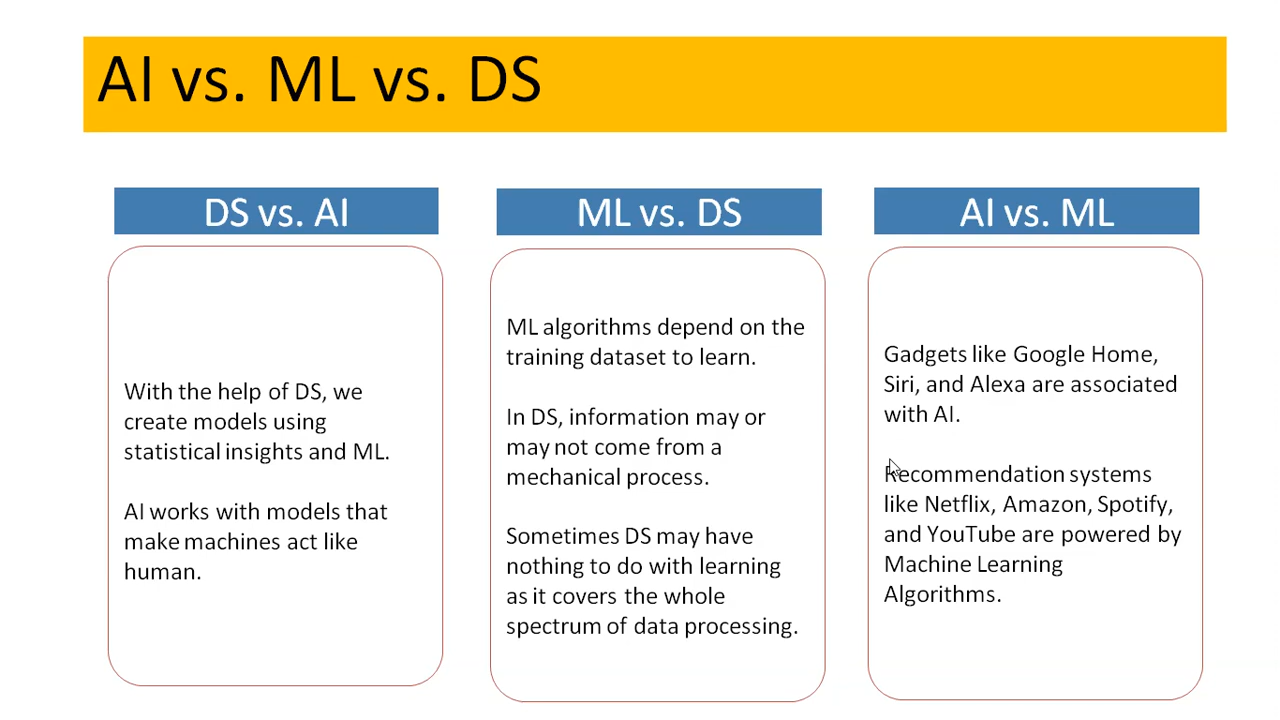 AI vs. ML vs. DS
DS vs. AI
With the help of DS, we
create models using
statistical insights and ML.
AI works with models that
make machines act like
human.
ML vs. DS
ML algorithms depend on the
training dataset to learn.
In DS, information may or
may not come from a
mechanical process.
Sometimes DS may have
nothing to do with learning
as it covers the whole
spectrum of data processing.
AI vs. ML
Gadgets like Google Home,
Siri, and Alexa are associated
with AI.
Recommendation systems
like Netflix, Amazon, Spotify,
and YouTube are powered by
Machine Learning
Algorithms.